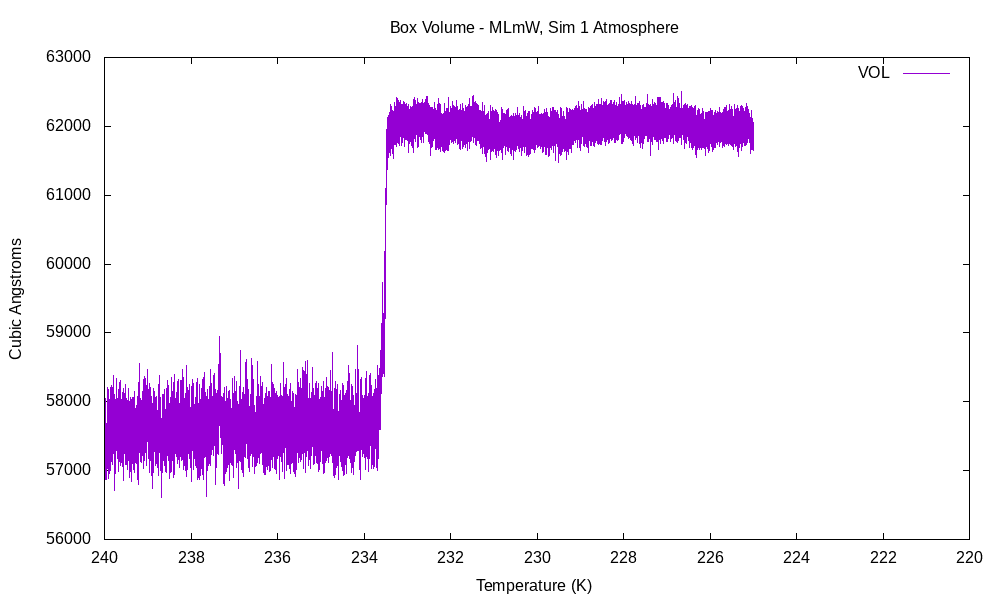 Box Volume - MLmW, Sim 1 Atmosphere
VOL
63000
62000
61000
60000
59000
58000
57000
56000
Cubic Angstroms
240 238 236 234 232 230 228 226 224 222 220
Temperature (K)